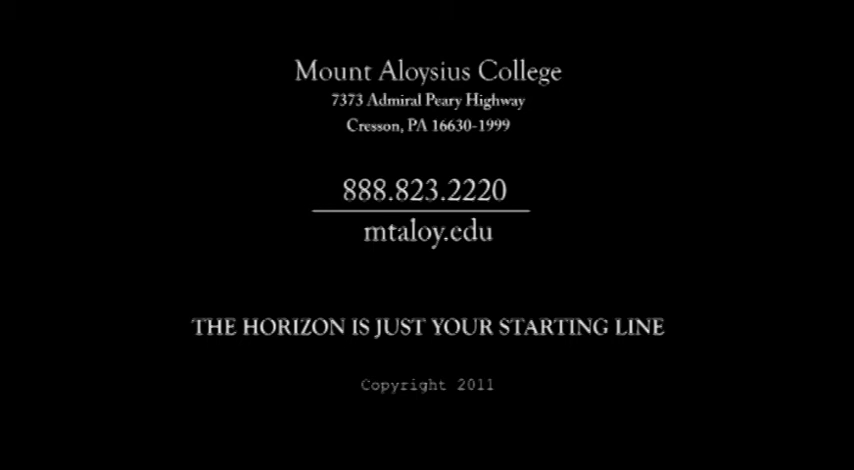 Mount Aloysius College
7373 Admiral Peary Highway
Cresson, PA 16630-1999
888.823.2220
mtaloy.edu
THE HORIZON IS JUST YOUR STARTING LINE
Copyright 2011